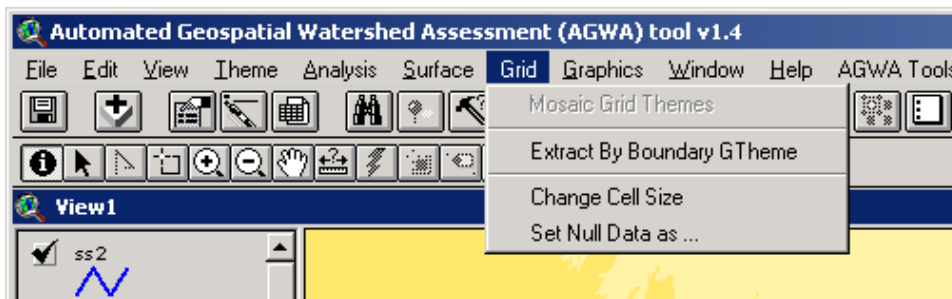 Automated Geospatial Watershed Assessment (AGWA) tool v1.4
File Edit View Theme Analysis Surface Grid Graphics Window Help AGWA Tools
Mosaic Grid Themes
Extract By Boundary GTheme
Change Cell Size
Set Null Data as ...
View1
ss2